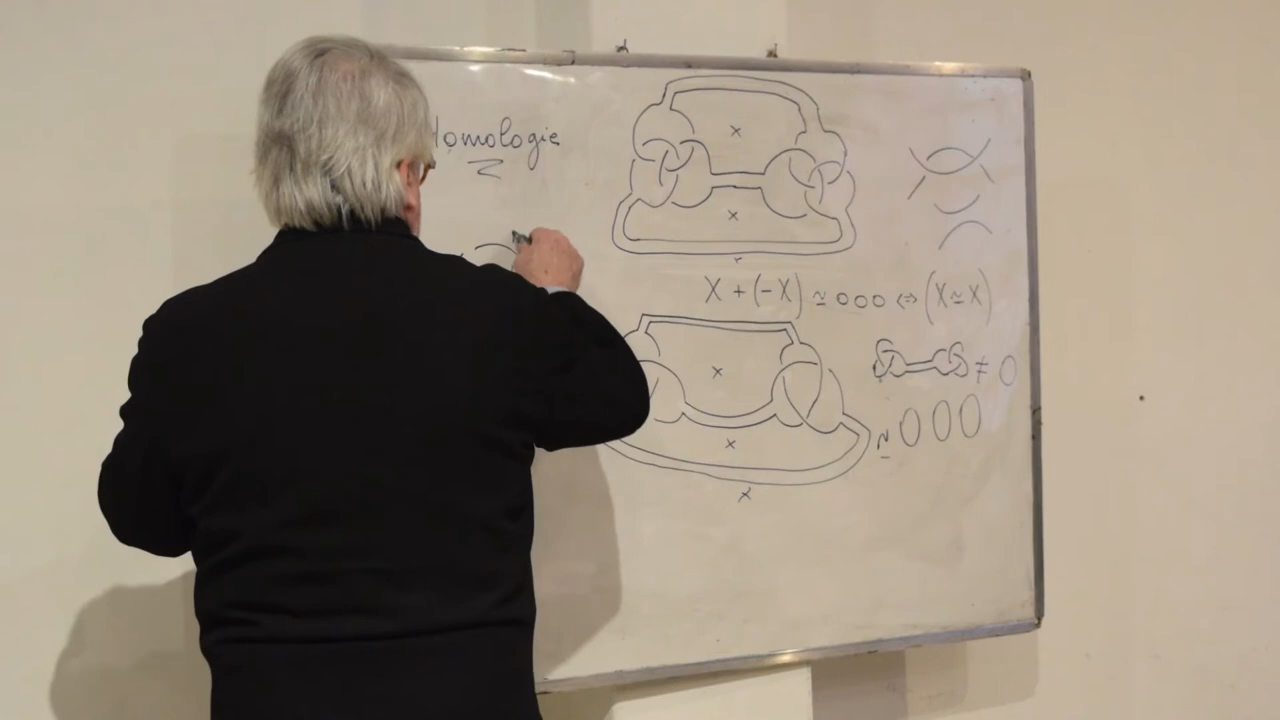 Homologie
X + (-X) ≃ 000 ⇔ (X ≃ X)
≠ 0
≃ 000